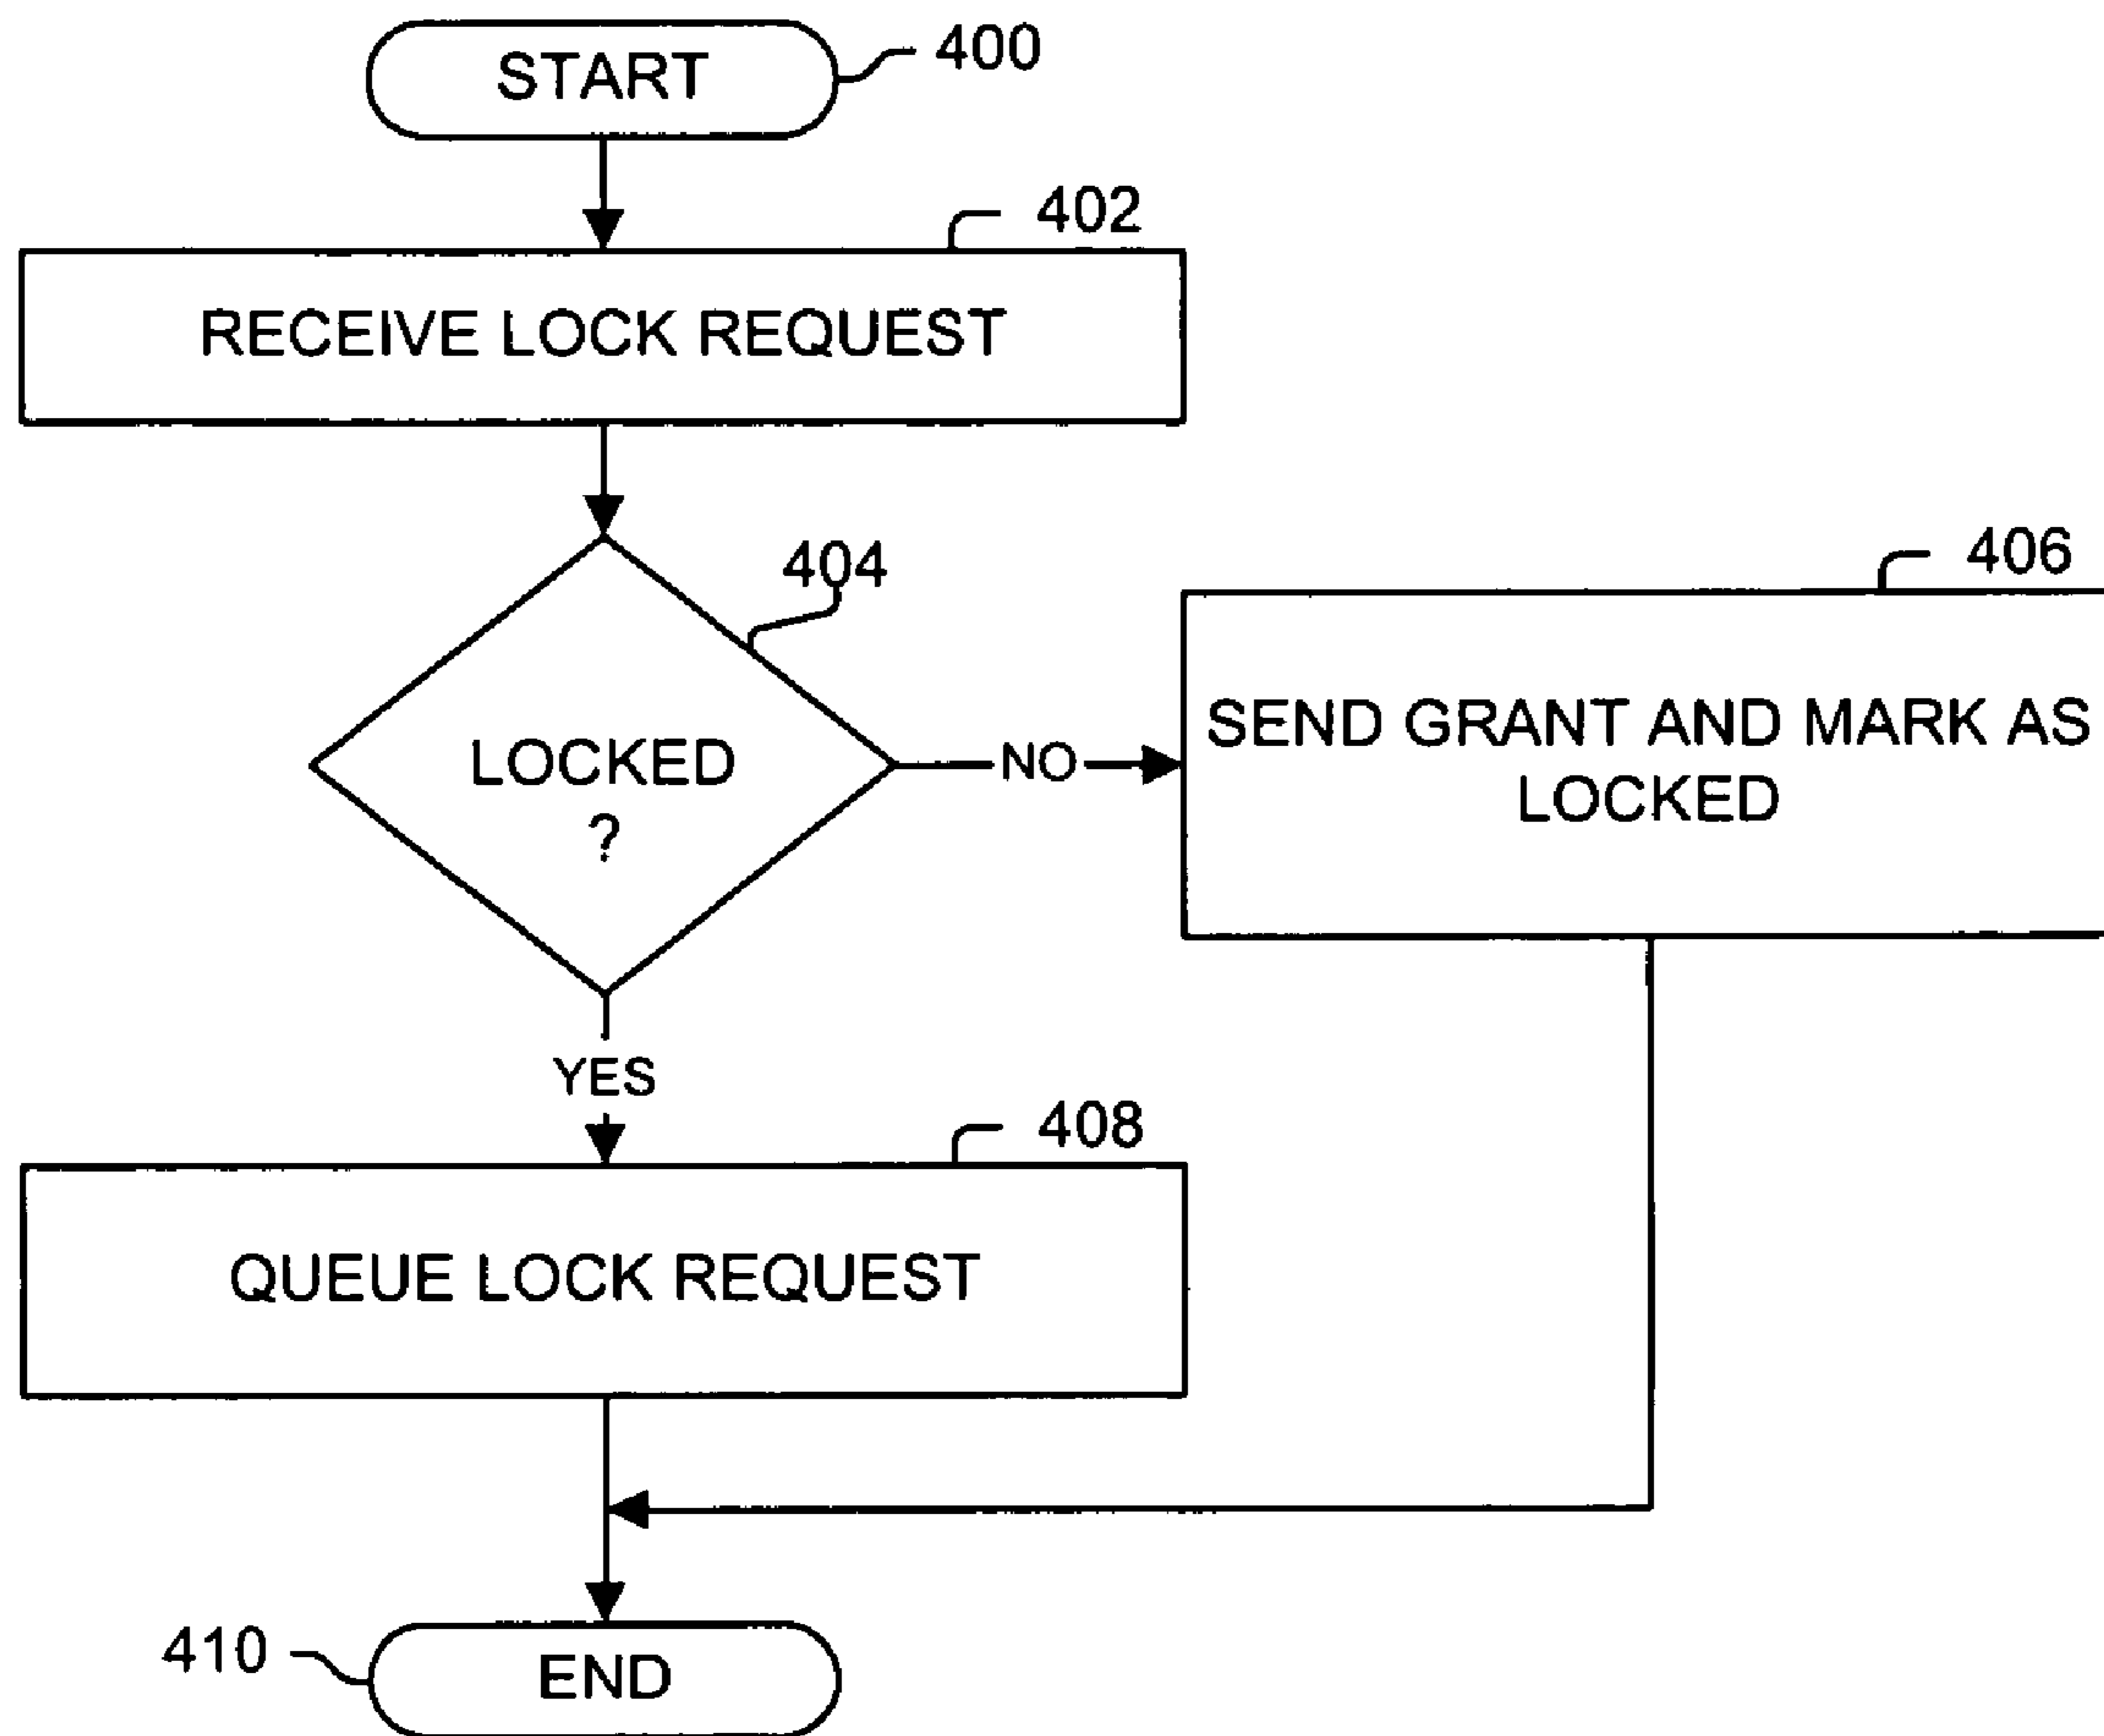 START
400
402
RECEIVE LOCK REQUEST
404
LOCKED
?
NO
406
SEND GRANT AND MARK AS
LOCKED
YES
408
QUEUE LOCK REQUEST
410
END